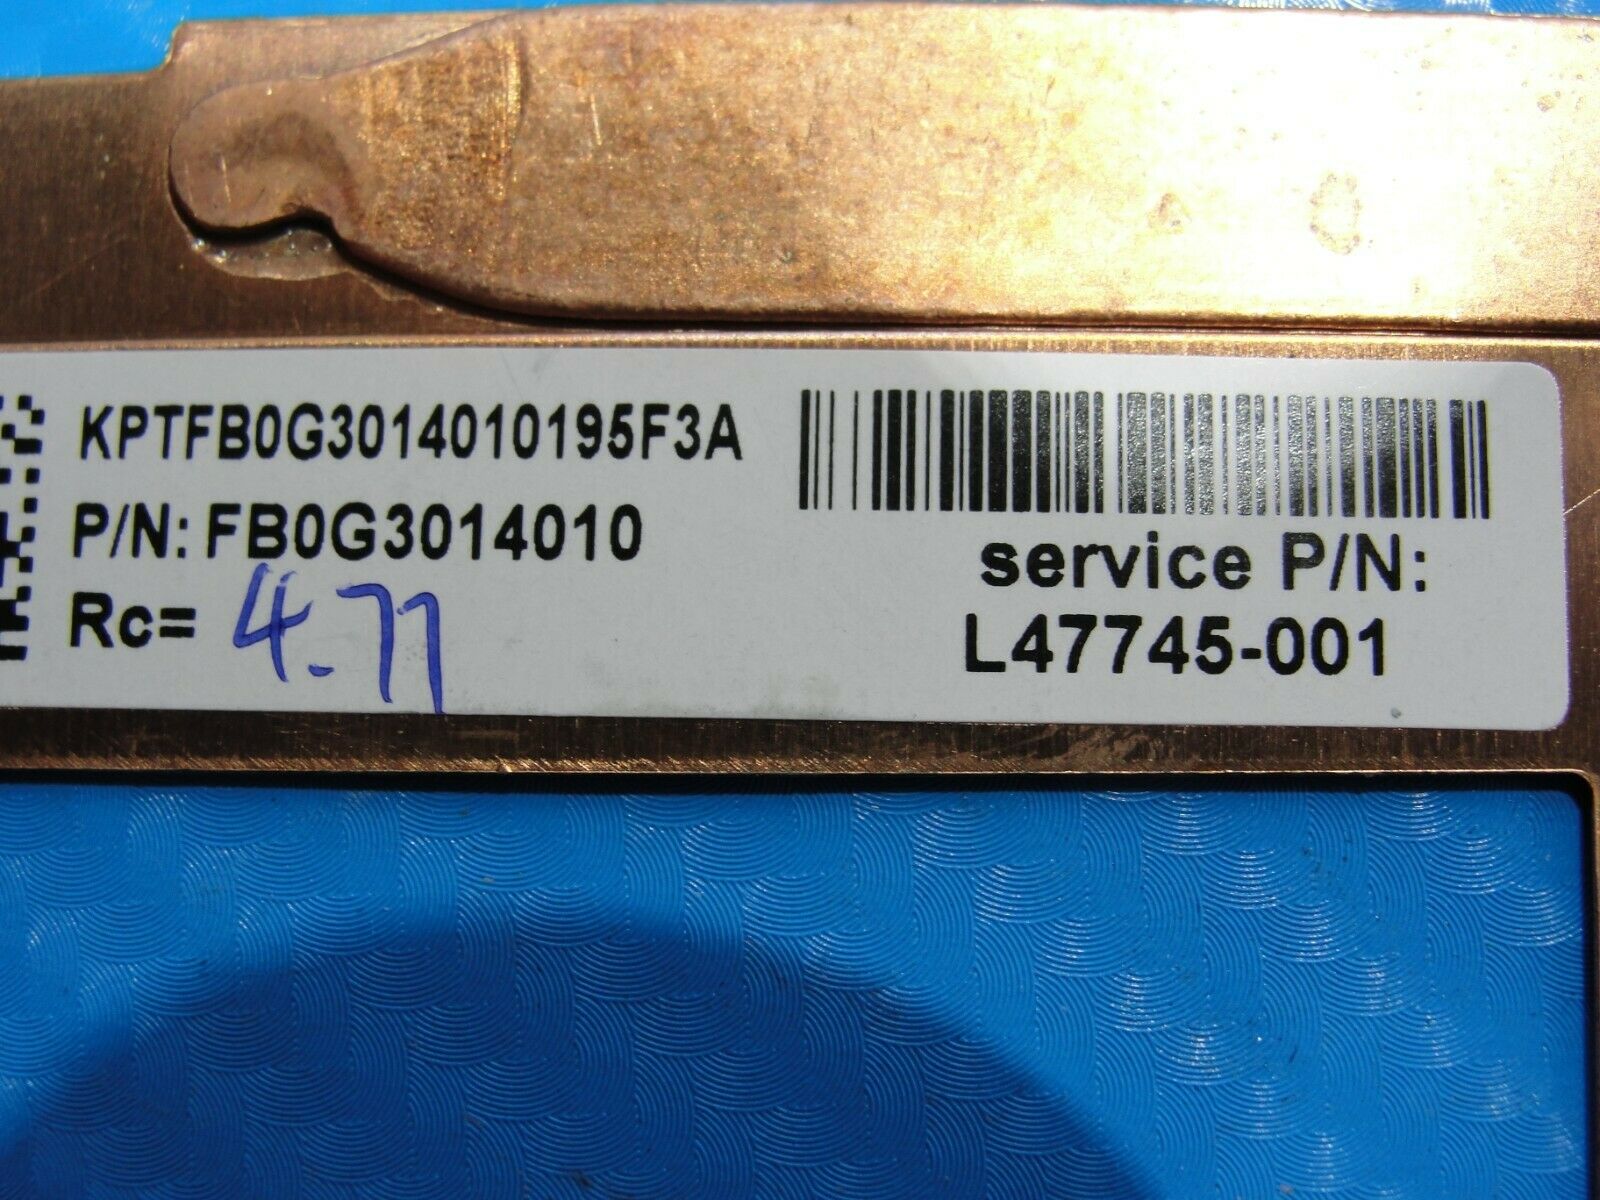 KPTFB0G3014010195F3A
P/N: FB0G3014010
Rc= 4.77
service P/N:
L47745-001